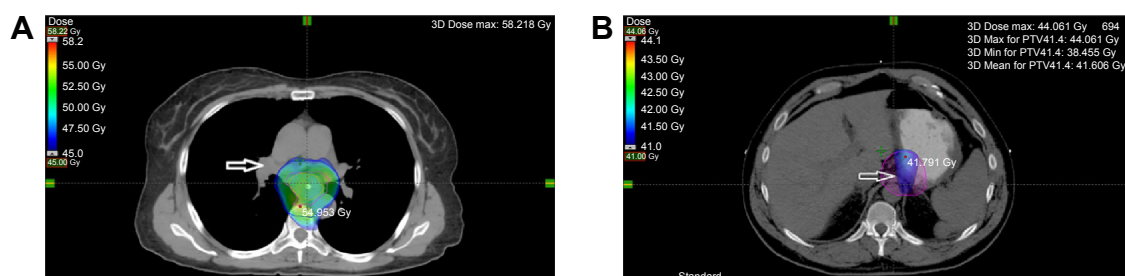 A
Dose
58.22 Gy
58.2
55.00 Gy
52.50 Gy
50.00 Gy
47.50 Gy
45.0
45.00 Gy
3D Dose max: 58.218 Gy
54.953 Gy
B
Dose
44.06 Gy
44.1
43.50 Gy
43.00 Gy
42.50 Gy
42.00 Gy
41.50 Gy
41.0
41.00 Gy
3D Dose max: 44.061 Gy 694
3D Max for PTV41.4: 44.061 Gy
3D Min for PTV41.4: 38.455 Gy
3D Mean for PTV41.4: 41.606 Gy
41.791 Gy
Standard